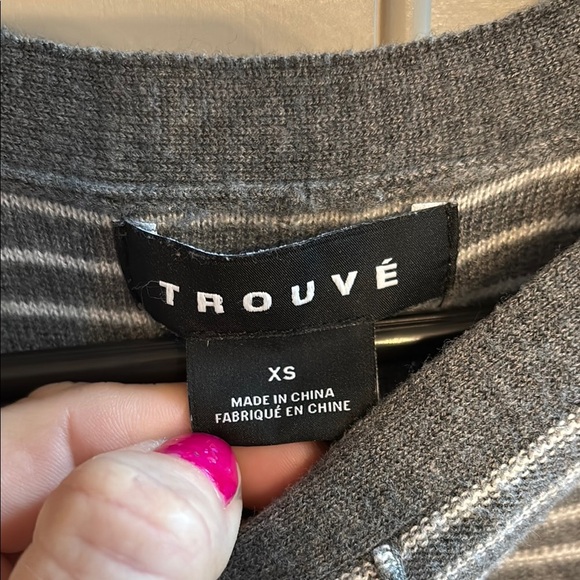 TROUVÉ
XS
MADE IN CHINA
FABRIQUÉ EN CHINE